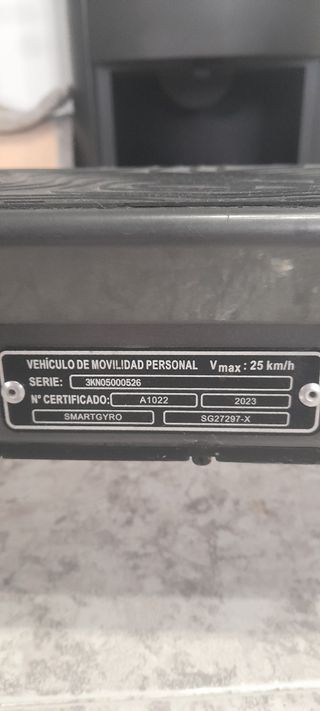 VEHÍCULO DE MOVILIDAD PERSONAL Vmax: 25 km/h
SERIE: 3KN05000526
Nº CERTIFICADO: A1022 2023
SMARTGYRO SG27297-X